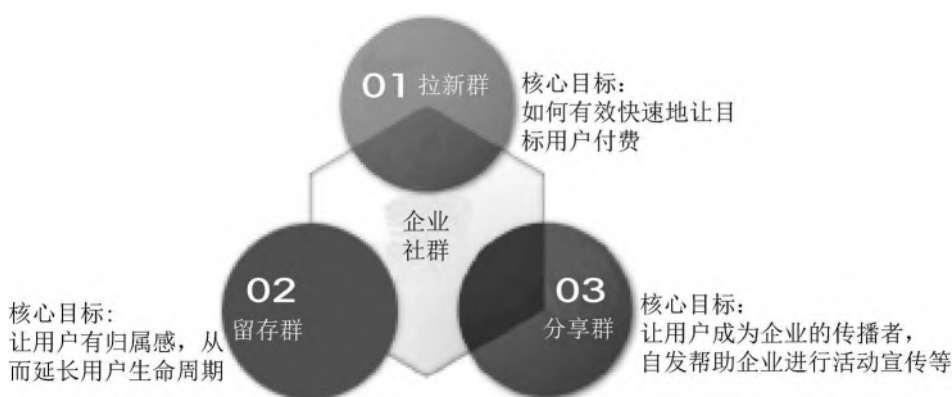 01 拉新群
核心目标：
如何有效快速地让目
标用户付费
企业
社群
02
留存群
核心目标：
让用户有归属感，从
而延长用户生命周期
03
分享群
核心目标：
让用户成为企业的传播者，
自发帮助企业进行活动宣传等